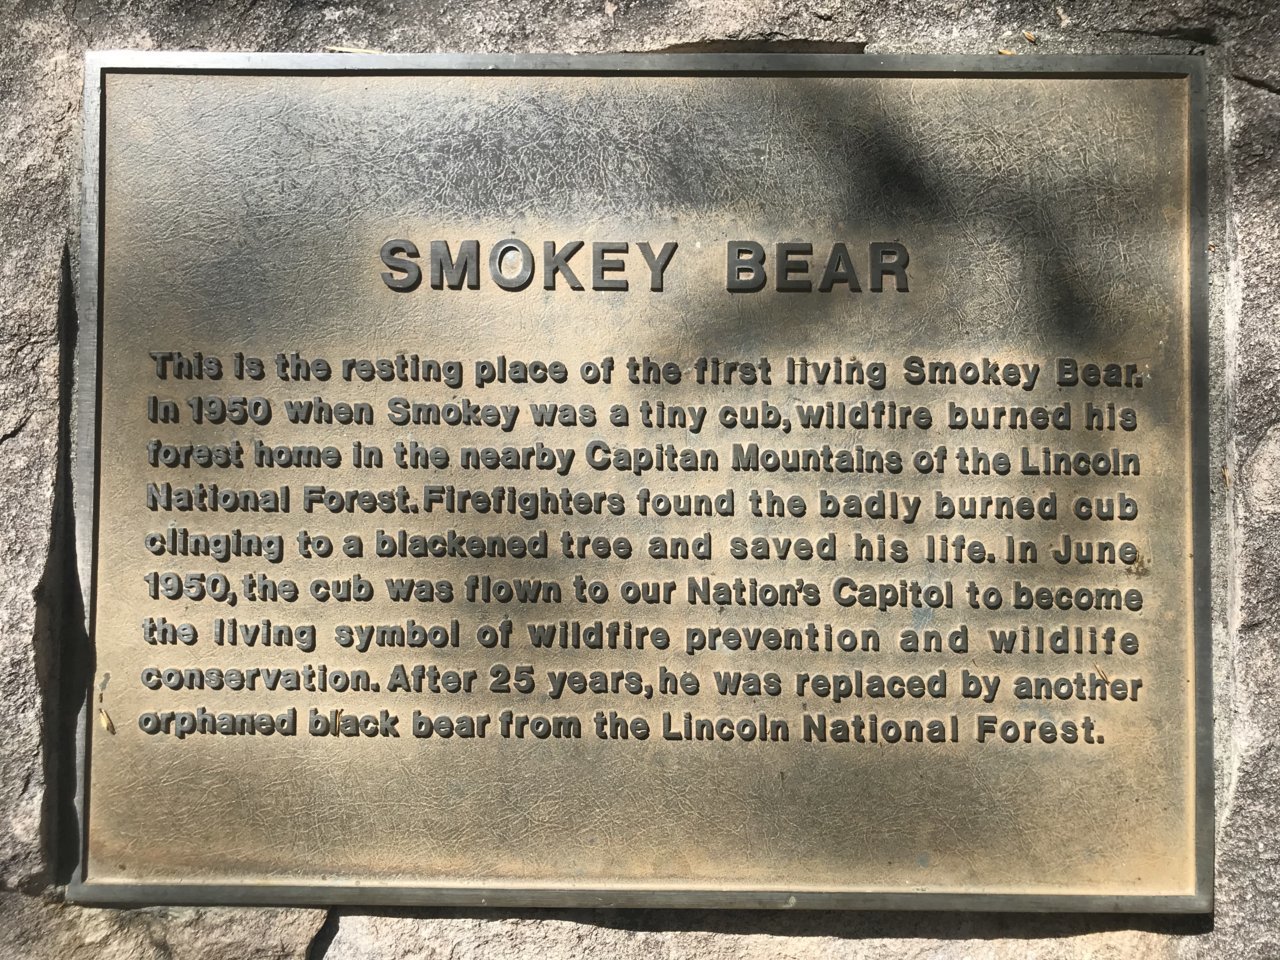 SMOKEY BEAR
This is the resting place of the first living Smokey Bear.
In 1950 when Smokey was a tiny cub, wildfire burned his
forest home in the nearby Capitan Mountains of the Lincoln
National Forest. Firefighters found the badly burned cub
clinging to a blackened tree and saved his life. In June
1950, the cub was flown to our Nation's Capitol to become
the living symbol of wildfire prevention and wildlife
conservation. After 25 years, he was replaced by another
orphaned black bear from the Lincoln National Forest.